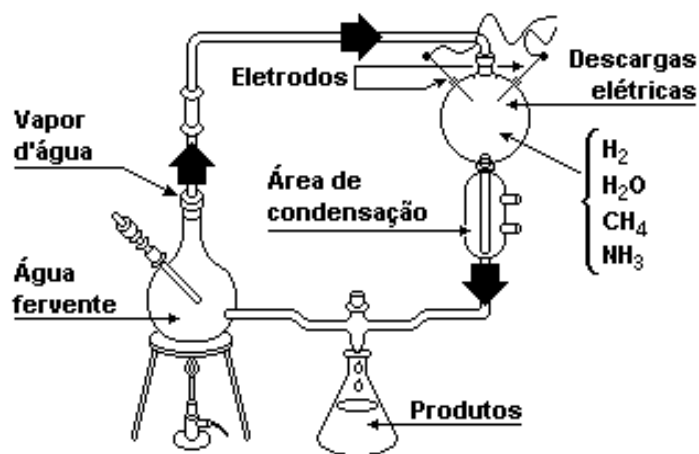 Eletrodos
Descargas
elétricas
Vapor
d'água
Área de
condensação
H₂
H₂O
CH₄
NH₃
Água
fervente
Produtos